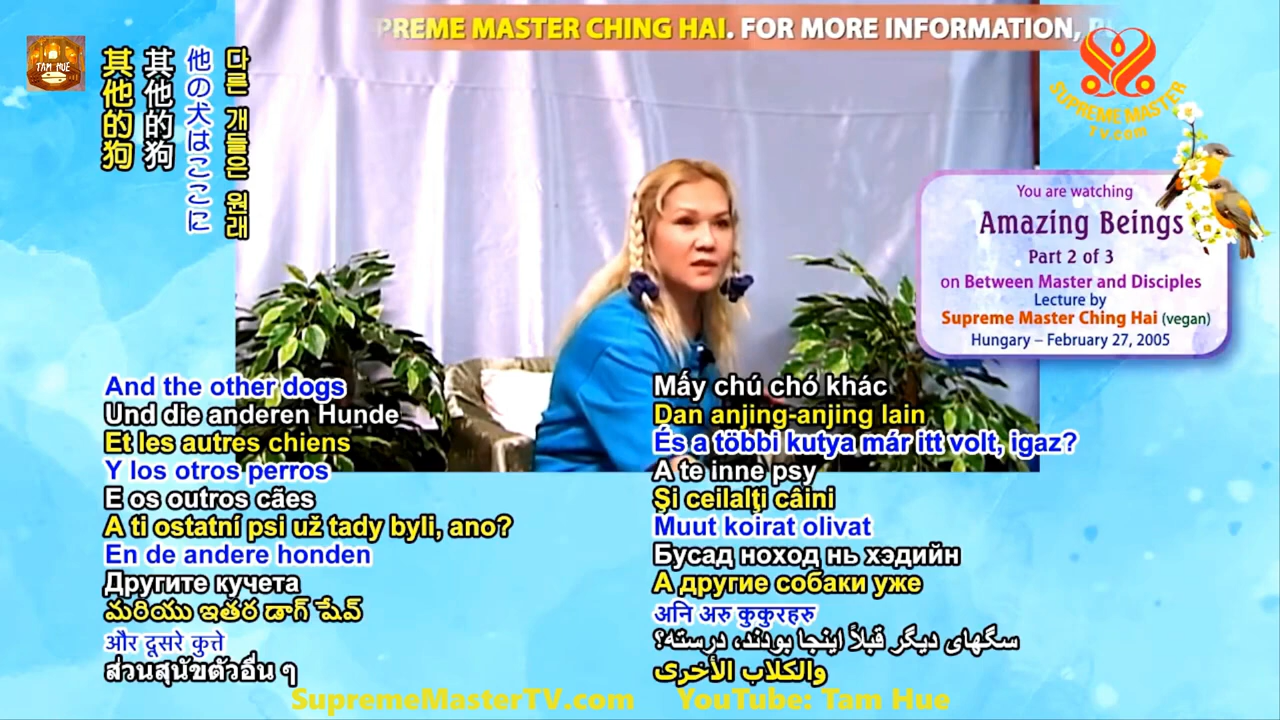 PREME MASTER CHING HAI. FOR MORE INFORMATION,
TAM HUE
其他的狗
其他的狗
他の犬はここに
다른 개들은 원래
SUPREME MASTER
TV.com
You are watching
Amazing Beings
Part 2 of 3
on Between Master and Disciples
Lecture by
Supreme Master Ching Hai (vegan)
Hungary – February 27, 2005
And the other dogs
Und die anderen Hunde
Et les autres chiens
Y los otros perros
E os outros cães
A ti ostatní psi už tady byli, ano?
En de andere honden
Другите кучета
మరియు ఇతర డాగ్ షేవ్
और दूसरे कुत्ते
ส่วนสุนัขตัวอื่น ๆ
Mấy chú chó khác
Dan anjing-anjing lain
És a többi kutya már itt volt, igaz?
A te inne psy
Şi ceilalţi câini
Muut koirat olivat
Бусад ноход нь хэдийн
А другие собаки уже
अनि अरु कुकुरहरु
سگهای دیگر قبلاً اینجا بودند، درسته؟
والكلاب الأخرى
SupremeMasterTV.com
YouTube: Tam Hue